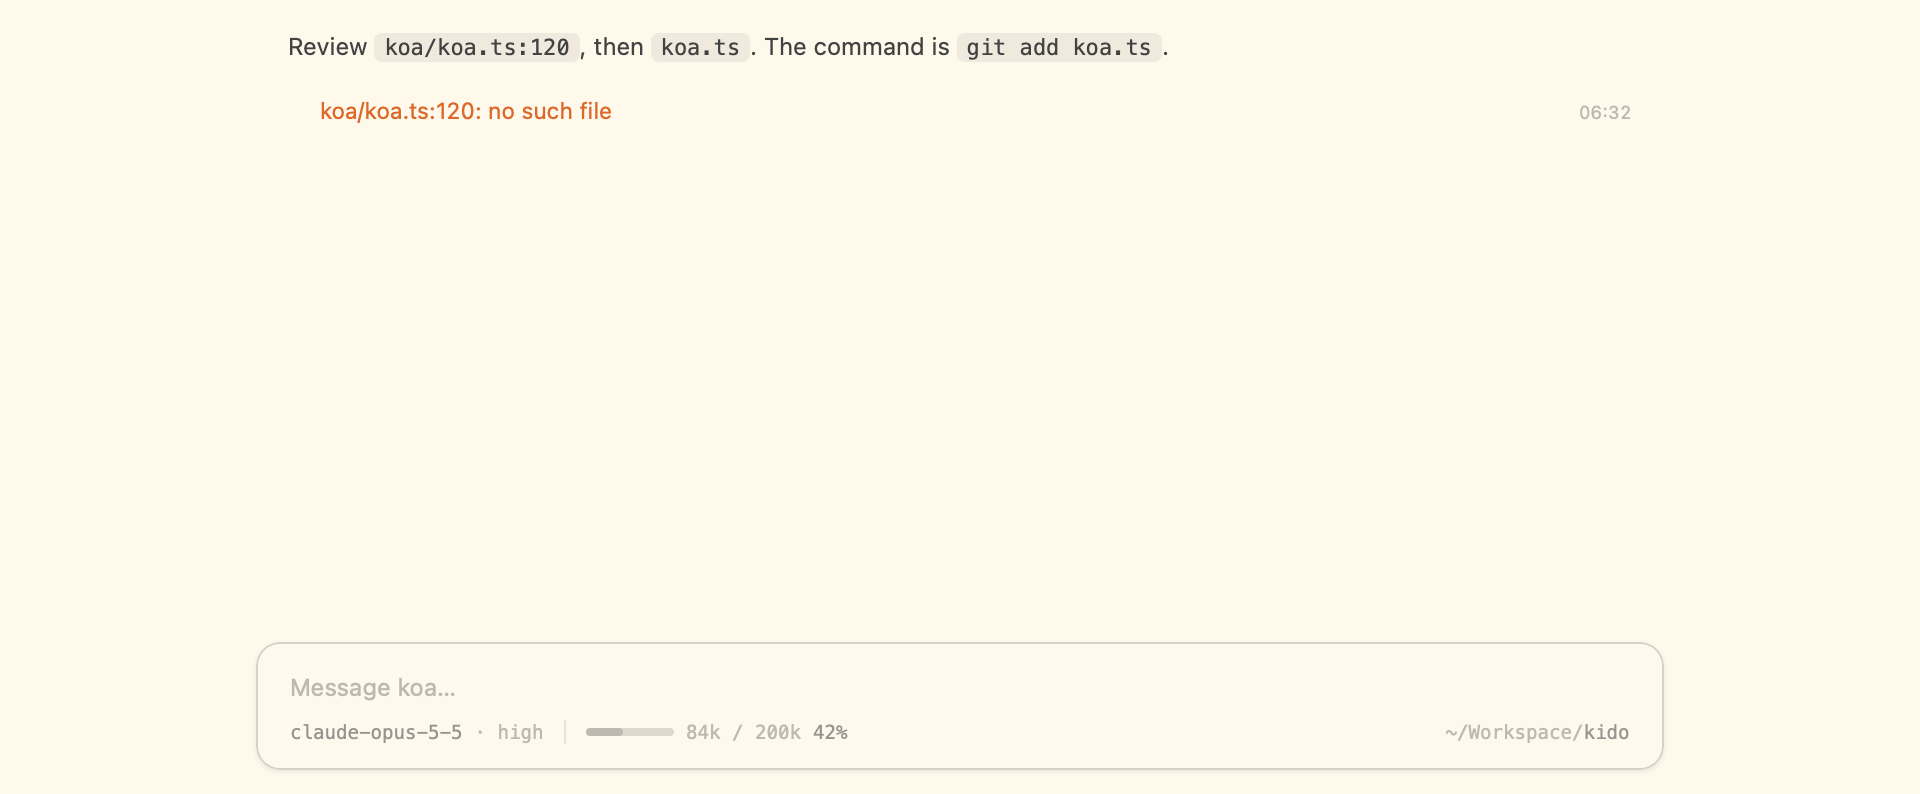 Review koa/koa.ts:120, then koa.ts. The command is git add koa.ts.
koa/koa.ts:120: no such file 06:32
Message koa...
claude-opus-5-5 · high 84k / 200k 42% ~/Workspace/kido